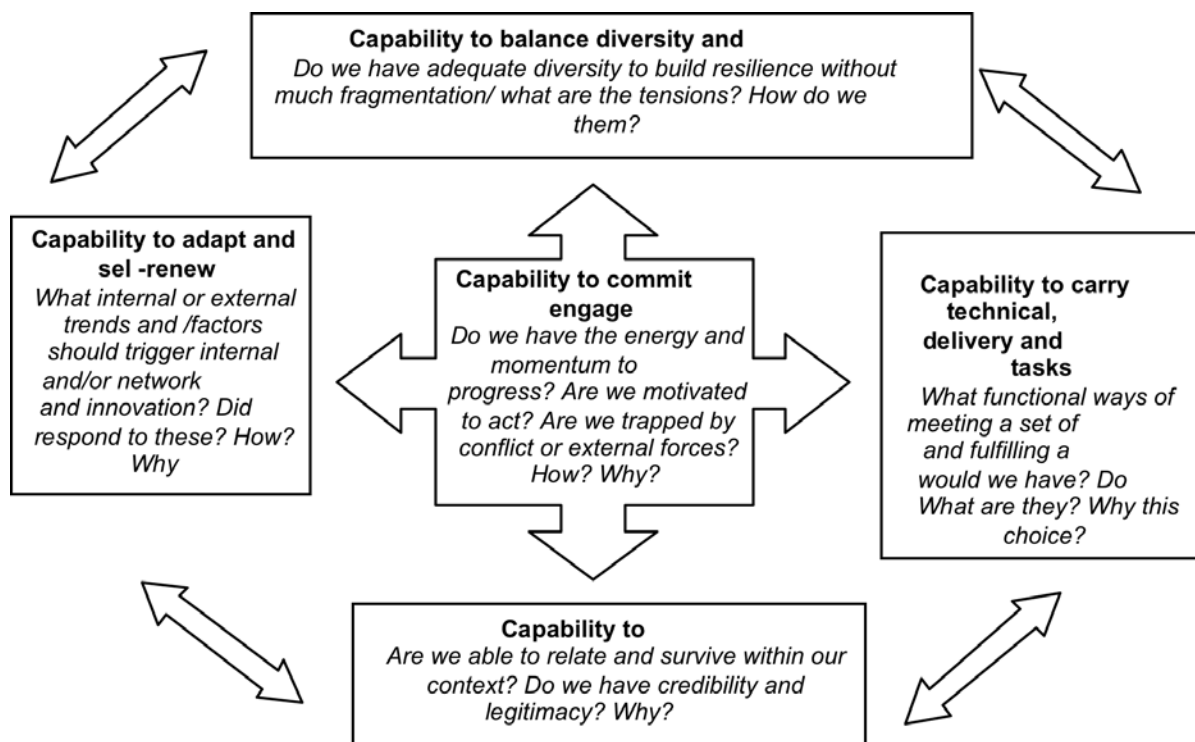 Capability to balance diversity and
Do we have adequate diversity to build resilience without
much fragmentation/ what are the tensions? How do we
them?
Capability to adapt and
sel -renew
What internal or external
trends and /factors
should trigger internal
and/or network
and innovation? Did
respond to these? How?
Why
Capability to commit
engage
Do we have the energy and
momentum to
progress? Are we motivated
to act? Are we trapped by
conflict or external forces?
How? Why?
Capability to carry
technical,
delivery and
tasks
What functional ways of
meeting a set of
and fulfilling a
would we have? Do
What are they? Why this
choice?
Capability to
Are we able to relate and survive within our
context? Do we have credibility and
legitimacy? Why?